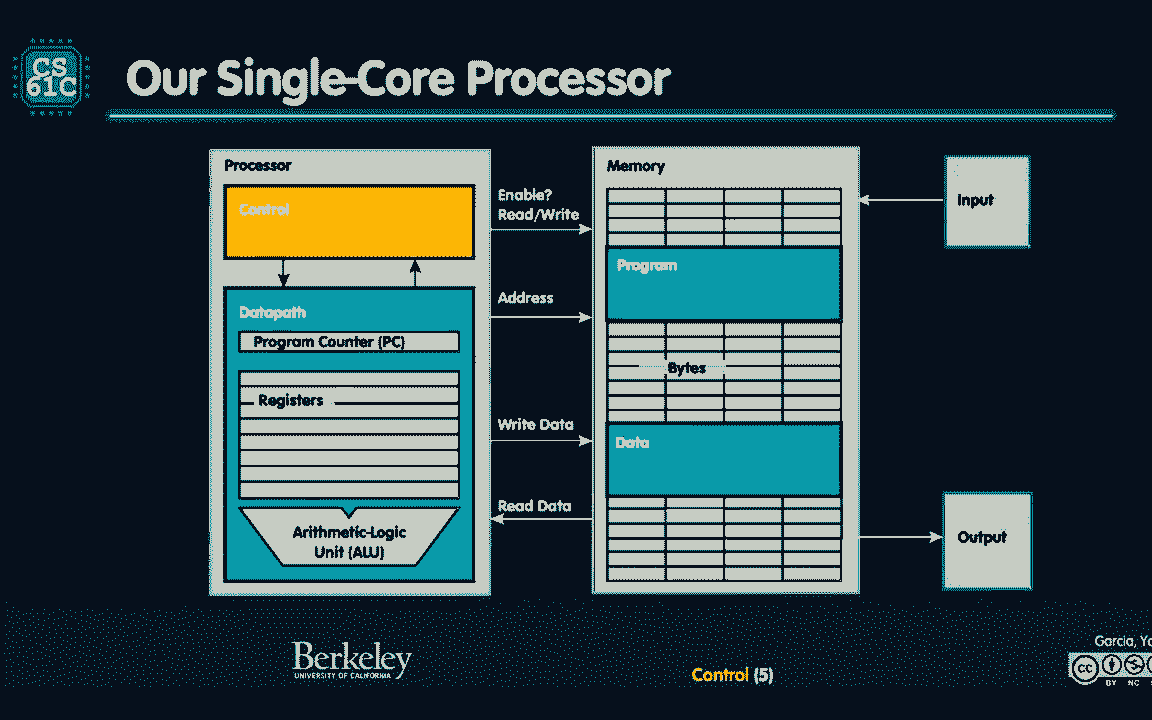 CS
61C
Our Single-Core Processor
Processor
Control
Datapath
Program Counter (PC)
Registers
Arithmetic-Logic
Unit (ALU)
Enable?
Read/Write
Address
Write Data
Read Data
Memory
Program
Bytes
Data
Input
Output
Berkeley
UNIVERSITY OF CALIFORNIA
Control (5)
Garcia,
cc
BY NC